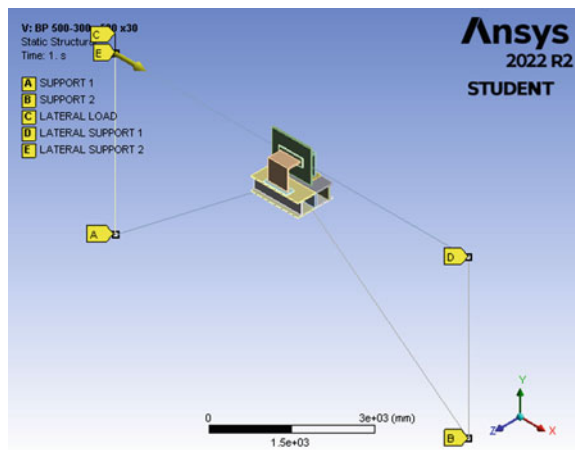 V: BP 500-300-
x30
Static Structur
Time: 1. s
A SUPPORT 1
B SUPPORT 2
C LATERAL LOAD
D LATERAL SUPPORT 1
E LATERAL SUPPORT 2
C
E
Ansys
2022 R2
STUDENT
A
D
B
0
3e+03 (mm)
1.5e+03
Y
Z
X